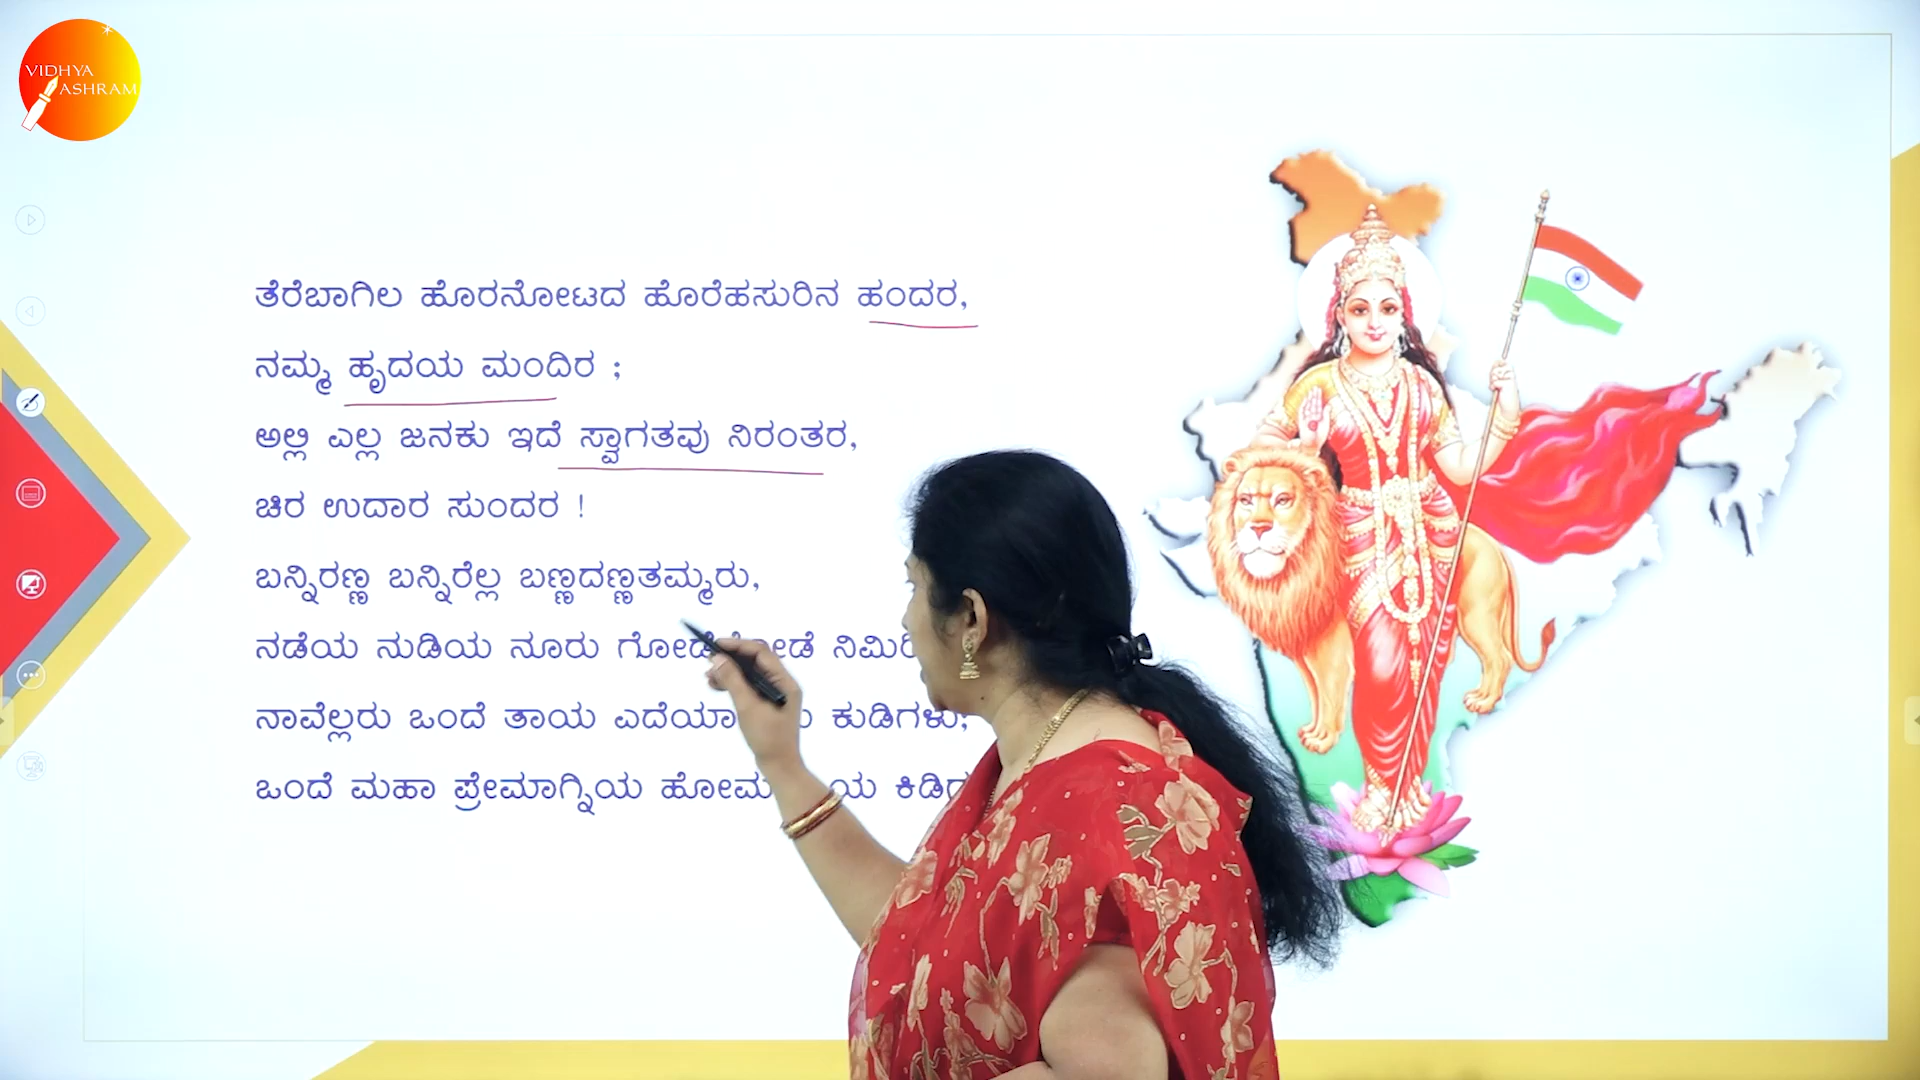 VIDHYA
ASHRAM
ತೆರೆಬಾಗಿಲ ಹೊರನೋಟದ ಹೊರೆಹಸುರಿನ ಹಂದರ,
ನಮ್ಮ ಹೃದಯ ಮಂದಿರ ;
ಅಲ್ಲಿ ಎಲ್ಲ ಜನಕು ಇದೆ ಸ್ವಾಗತವು ನಿರಂತರ,
ಚಿರ ಉದಾರ ಸುಂದರ !
ಬನ್ನಿರಣ್ಣ ಬನ್ನಿರೆಲ್ಲ ಬಣ್ಣದಣ್ಣತಮ್ಮರು,
ನಡೆಯ ನುಡಿಯ ನೂರು
ನಾವೆಲ್ಲರು ಒಂದೆ ತಾಯ ಕುಡಿಗಳು;
ಒಂದೆ ಮಹಾ ಪ್ರೇಮಾಗ್ನಿಯ